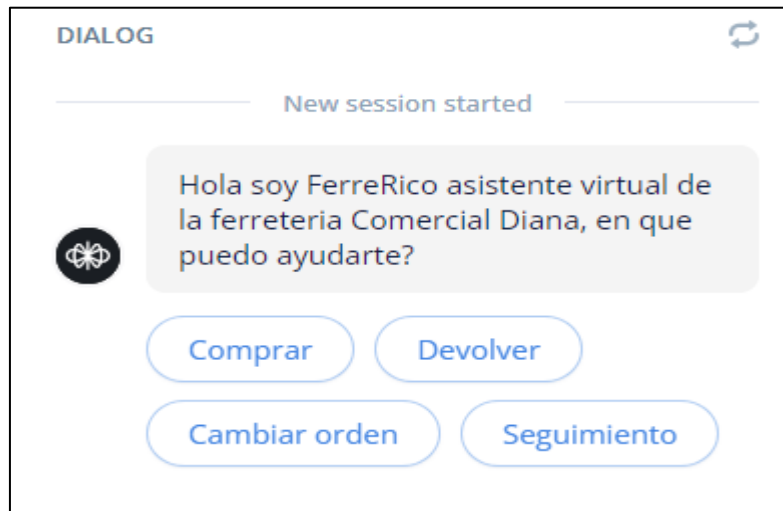 DIALOG
New session started
Hola soy FerreRico asistente virtual de
la ferreteria Comercial Diana, en que
puedo ayudarte?
Comprar
Devolver
Cambiar orden
Seguimiento